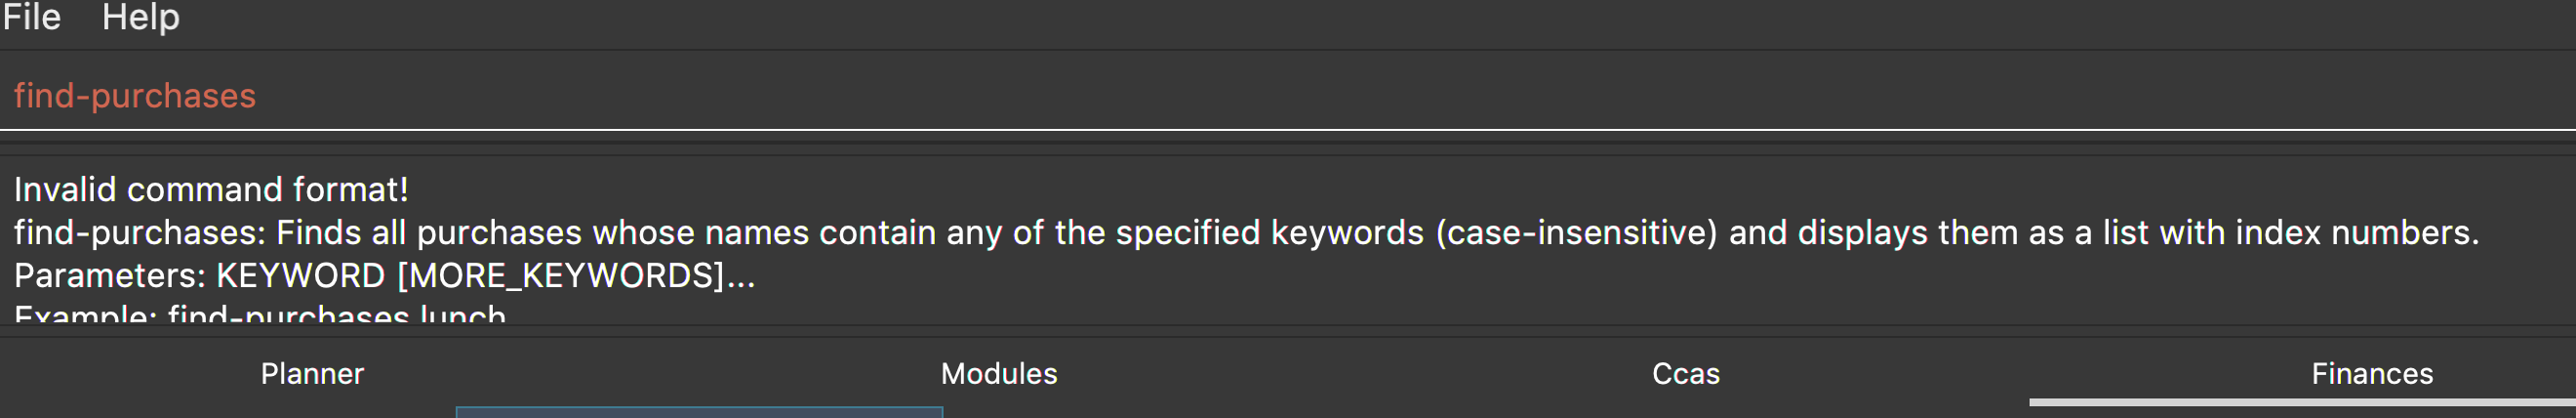 File Help
find-purchases
Invalid command format!
find-purchases: Finds all purchases whose names contain any of the specified keywords (case-insensitive) and displays them as a list with index numbers.
Parameters: KEYWORD [MORE_KEYWORDS]...
Example: find-purchases lunch
Planner Modules Ccas Finances